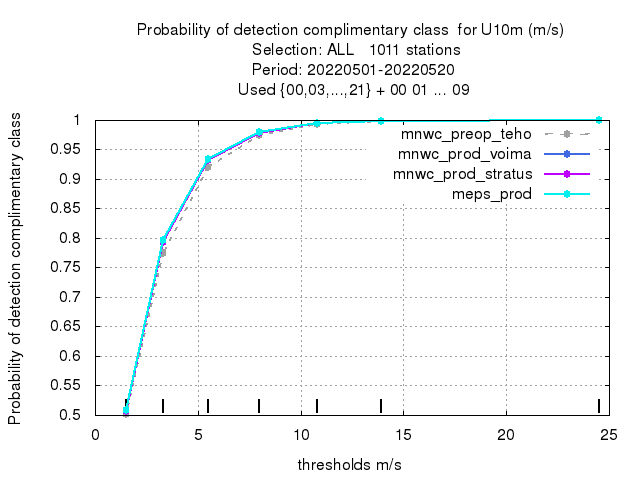 Probability of detection complimentary class  for U10m (m/s)
Selection: ALL   1011 stations
Period: 20220501-20220520
Used {00,03,...,21} + 00 01 ... 09
Probability of detection complimentary class
1
0.95
0.9
0.85
0.8
0.75
0.7
0.65
0.6
0.55
0.5
mnwc_preop_teho
mnwc_prod_voima
mnwc_prod_stratus
meps_prod
0 5 10 15 20 25
thresholds m/s